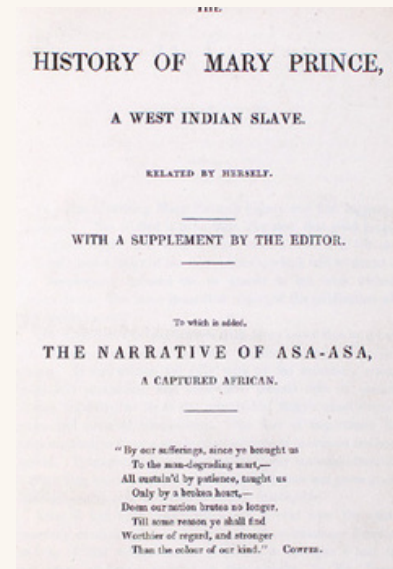 THE
HISTORY OF MARY PRINCE,
A WEST INDIAN SLAVE.
RELATED BY HERSELF.
WITH A SUPPLEMENT BY THE EDITOR.
To which is added,
THE NARRATIVE OF ASA-ASA,
A CAPTURED AFRICAN.
"By our sufferings, since ye brought us
To the man-degrading mart,—
All sustain'd by patience, taught us
Only by a broken heart,—
Deem our nation brutes no longer,
Till some reason ye shall find
Worthier of regard, and stronger
Than the colour of our kind." COWPER.